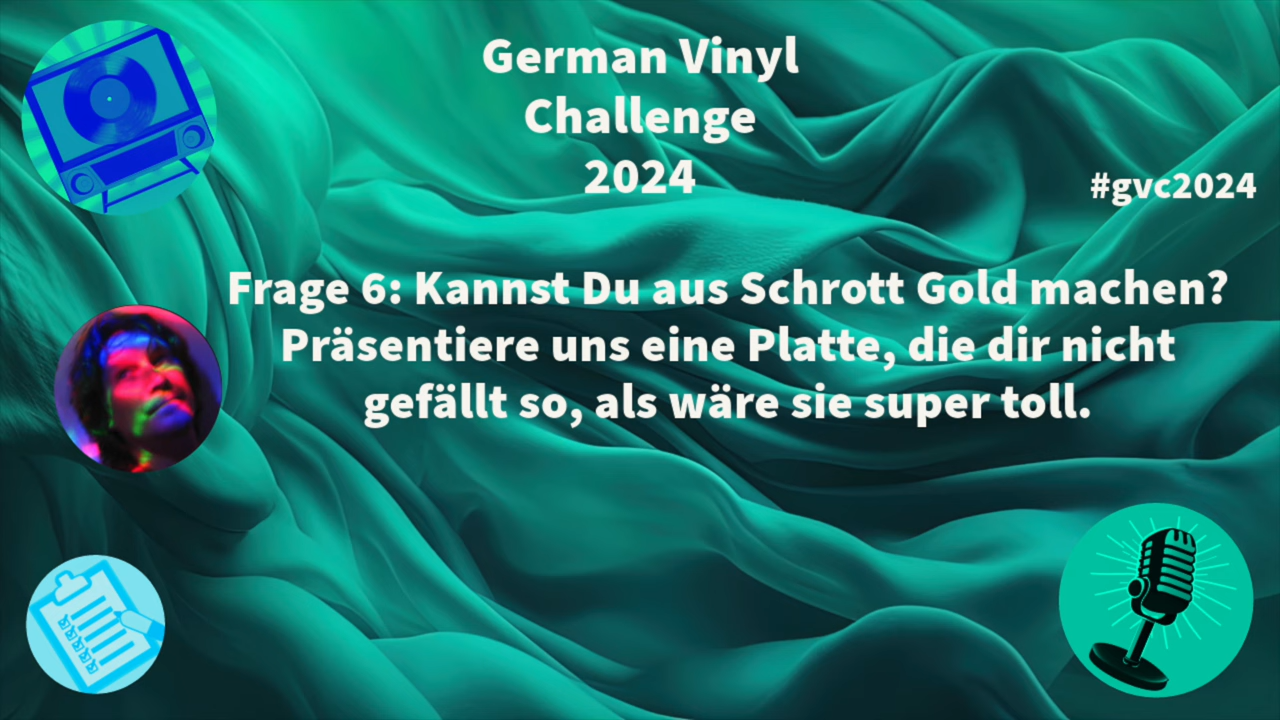 German Vinyl
Challenge
2024
#gvc2024
Frage 6: Kannst Du aus Schrott Gold machen?
Präsentiere uns eine Platte, die dir nicht
gefällt so, als wäre sie super toll.